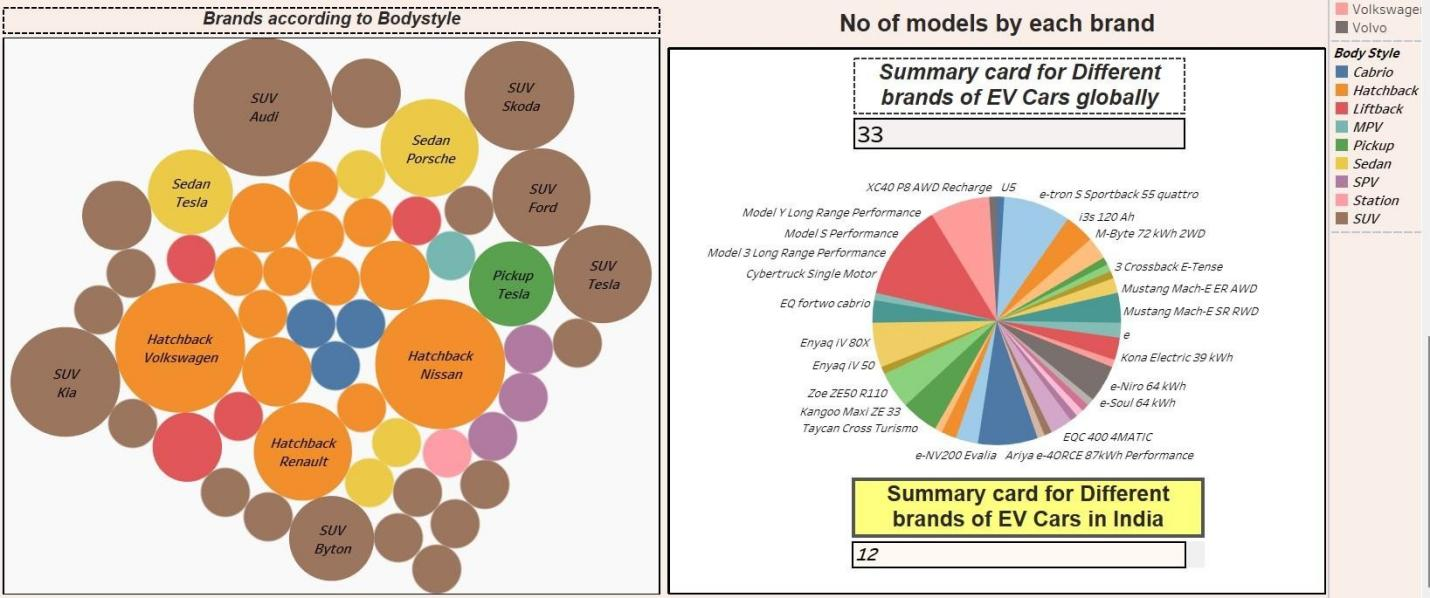 Brands according to Bodystyle
SUV
Audi
SUV
Skoda
Sedan
Porsche
Sedan
Tesla
SUV
Ford
SUV
Tesla
Pickup
Tesla
Hatchback
Volkswagen
Hatchback
Nissan
SUV
Kia
Hatchback
Renault
SUV
Byton
No of models by each brand
Summary card for Different
brands of EV Cars globally
33
XC40 P8 AWD Recharge
U5
e-tron S Sportback 55 quattro
Model Y Long Range Performance
i3s 120 Ah
Model S Performance
M-Byte 72 kWh 2WD
Model 3 Long Range Performance
3 Crossback E-Tense
Cybertruck Single Motor
Mustang Mach-E ER AWD
EQ fortwo cabrio
Mustang Mach-E SR RWD
e
Enyaq iV 80X
Kona Electric 39 kWh
Enyaq iV 50
e-Niro 64 kWh
Zoe ZE50 R110
e-Soul 64 kWh
Kangoo Maxi ZE 33
Taycan Cross Turismo
EQC 400 4MATIC
e-NV200 Evalia
Ariya e-4ORCE 87kWh Performance
Summary card for Different
brands of EV Cars in India
12
Volkswagen
Volvo
Body Style
Cabrio
Hatchback
Liftback
MPV
Pickup
Sedan
SPV
Station
SUV